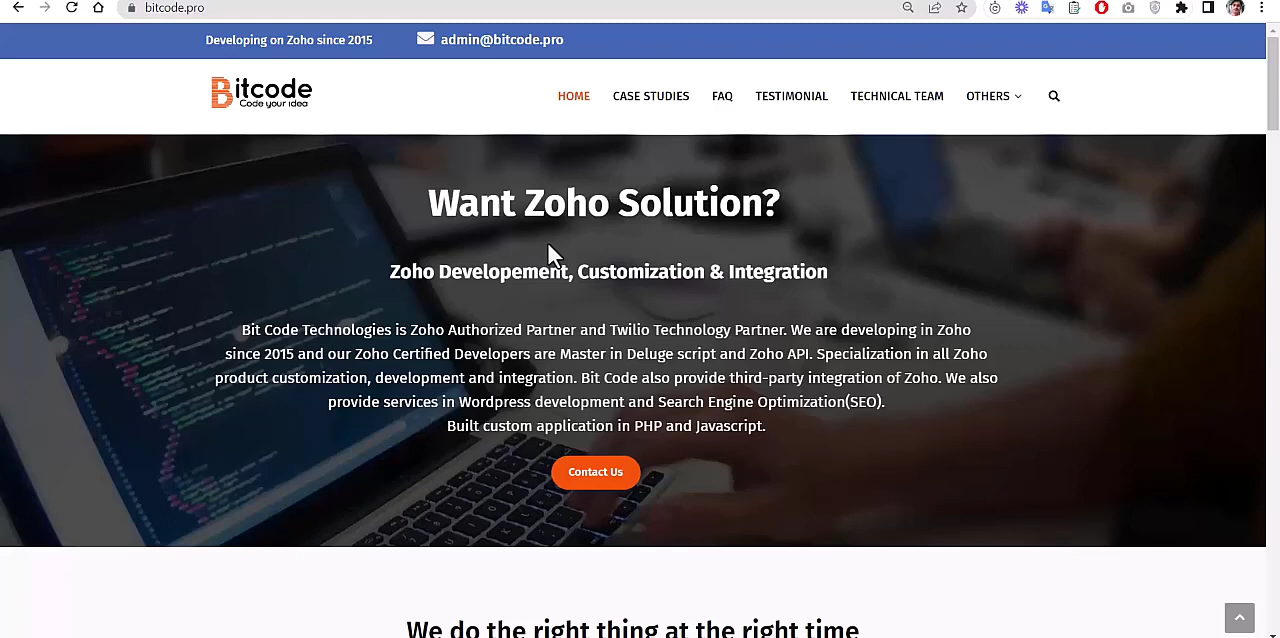 bitcode.pro
Developing on Zoho since 2015 admin@bitcode.pro
Bitcode
Code your idea
HOME CASE STUDIES FAQ TESTIMONIAL TECHNICAL TEAM OTHERS
Want Zoho Solution?
Zoho Developement, Customization & Integration
Bit Code Technologies is Zoho Authorized Partner and Twilio Technology Partner. We are developing in Zoho
since 2015 and our Zoho Certified Developers are Master in Deluge script and Zoho API. Specialization in all Zoho
product customization, development and integration. Bit Code also provide third-party integration of Zoho. We also
provide services in Wordpress development and Search Engine Optimization(SEO).
Built custom application in PHP and Javascript.
Contact Us
We do the right thing at the right time